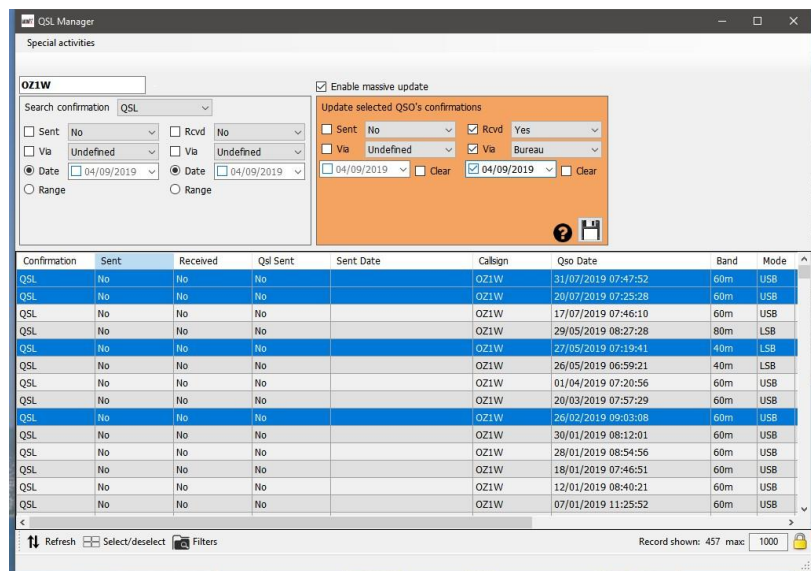 QSL Manager
Special activities
OZ1W
Enable massive update
Search confirmation QSL
Update selected QSO's confirmations
Sent No Rcvd No
Sent No Rcvd Yes
Via Undefined Via Undefined
Via Undefined Via Bureau
Date 04/09/2019 Date 04/09/2019
04/09/2019 Clear 04/09/2019 Clear
Range Range
Confirmation Sent Received Qsl Sent Sent Date Callsign Qso Date Band Mode
QSL No No No OZ1W 31/07/2019 07:47:52 60m USB
QSL No No No OZ1W 20/07/2019 07:25:28 60m USB
QSL No No No OZ1W 17/07/2019 07:46:10 60m USB
QSL No No No OZ1W 29/05/2019 08:27:28 80m LSB
QSL No No No OZ1W 27/05/2019 07:19:41 40m LSB
QSL No No No OZ1W 26/05/2019 06:59:21 40m LSB
QSL No No No OZ1W 01/04/2019 07:20:56 60m USB
QSL No No No OZ1W 20/03/2019 07:57:29 60m USB
QSL No No No OZ1W 26/02/2019 09:03:08 60m USB
QSL No No No OZ1W 30/01/2019 08:12:01 60m USB
QSL No No No OZ1W 28/01/2019 08:54:56 60m USB
QSL No No No OZ1W 18/01/2019 07:46:51 60m USB
QSL No No No OZ1W 12/01/2019 08:40:21 60m USB
QSL No No No OZ1W 07/01/2019 11:25:52 60m USB
Refresh Select/deselect Filters Record shown: 457 max: 1000